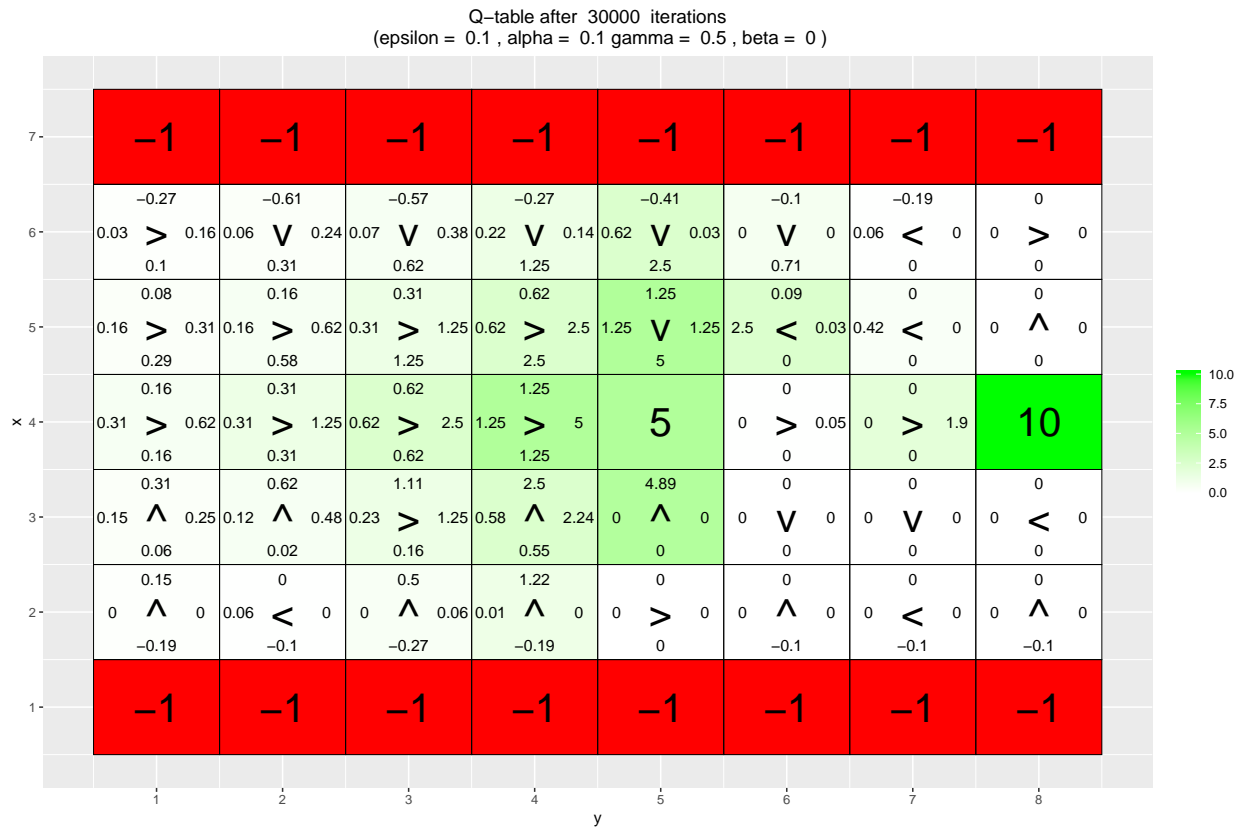 Q−table after 30000 iterations
(epsilon = 0.1 , alpha = 0.1 gamma = 0.5 , beta = 0 )
7 −1 −1 −1 −1 −1 −1 −1 −1
−0.27 −0.61 −0.57 −0.27 −0.41 −0.1 −0.19 0
6 0.03 > 0.16 0.06 v 0.24 0.07 v 0.38 0.22 v 0.14 0.62 v 0.03 0 v 0 0.06 < 0 0 > 0
0.1 0.31 0.62 1.25 2.5 0.71 0 0
0.08 0.16 0.31 0.62 1.25 0.09 0 0
5 0.16 > 0.31 0.16 > 0.62 0.31 > 1.25 0.62 > 2.5 1.25 v 1.25 2.5 < 0.03 0.42 < 0 0 ^ 0
0.29 0.58 1.25 2.5 5 0 0 0
0.16 0.31 0.62 1.25 0 0
10.0
7.5
5.0
2.5
0.0
x 4 0.31 > 0.62 0.31 > 1.25 0.62 > 2.5 1.25 > 5 5 0 > 0.05 0 > 1.9 10
0.16 0.31 0.62 1.25 0 0
0.31 0.62 1.11 2.5 4.89 0 0 0
3 0.15 ^ 0.25 0.12 ^ 0.48 0.23 > 1.25 0.58 ^ 2.24 0 ^ 0 0 v 0 0 v 0 0 < 0
0.06 0.02 0.16 0.55 0 0 0 0
0.15 0 0.5 1.22 0 0 0 0
2 0 ^ 0 0.06 < 0 0 ^ 0.06 0.01 ^ 0 0 > 0 0 ^ 0 0 < 0 0 ^ 0
−0.19 −0.1 −0.27 −0.19 0 −0.1 −0.1 −0.1
1 −1 −1 −1 −1 −1 −1 −1 −1
1 2 3 4 5 6 7 8
y